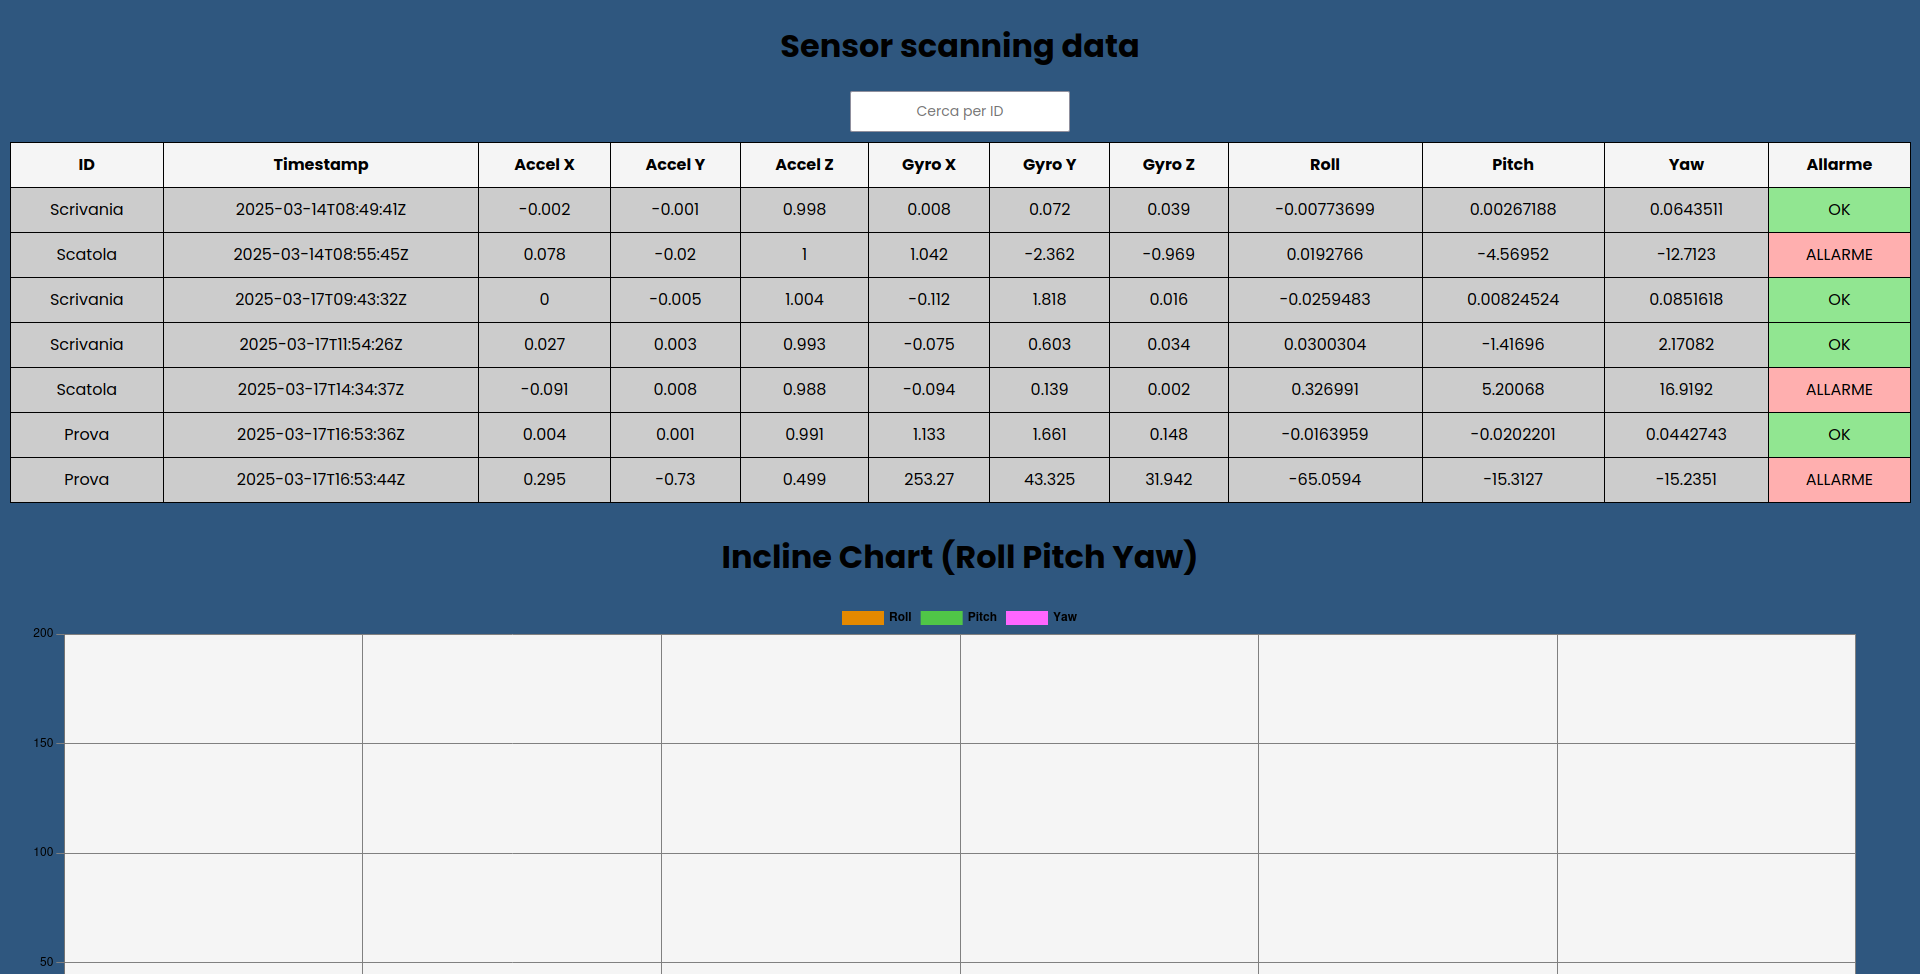 Sensor scanning data
Cerca per ID
ID Timestamp Accel X Accel Y Accel Z Gyro X Gyro Y Gyro Z Roll Pitch Yaw Allarme
Scrivania 2025-03-14T08:49:41Z -0.002 -0.001 0.998 0.008 0.072 0.039 -0.00773699 0.00267188 0.0643511 OK
Scatola 2025-03-14T08:55:45Z 0.078 -0.02 1 1.042 -2.362 -0.969 0.0192766 -4.56952 -12.7123 ALLARME
Scrivania 2025-03-17T09:43:32Z 0 -0.005 1.004 -0.112 1.818 0.016 -0.0259483 0.00824524 0.0851618 OK
Scrivania 2025-03-17T11:54:26Z 0.027 0.003 0.993 -0.075 0.603 0.034 0.0300304 -1.41696 2.17082 OK
Scatola 2025-03-17T14:34:37Z -0.091 0.008 0.988 -0.094 0.139 0.002 0.326991 5.20068 16.9192 ALLARME
Prova 2025-03-17T16:53:36Z 0.004 0.001 0.991 1.133 1.661 0.148 -0.0163959 -0.0202201 0.0442743 OK
Prova 2025-03-17T16:53:44Z 0.295 -0.73 0.499 253.27 43.325 31.942 -65.0594 -15.3127 -15.2351 ALLARME
Incline Chart (Roll Pitch Yaw)
Roll Pitch Yaw
200
150
100
50